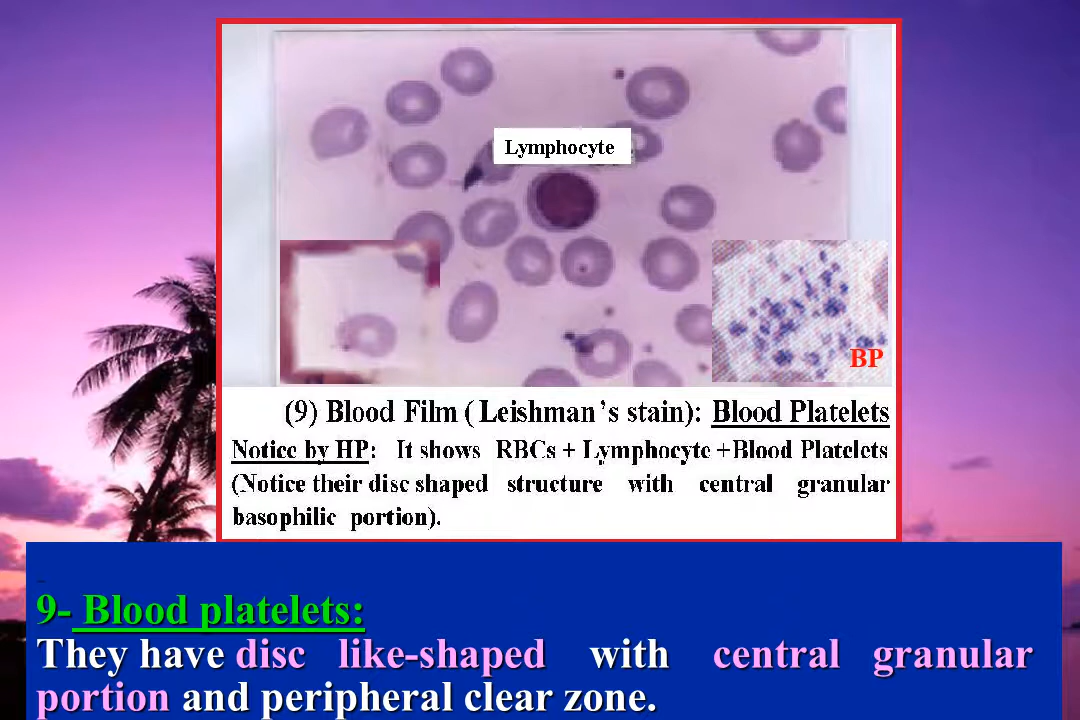 Lymphocyte
BP
(9) Blood Film ( Leishman's stain): Blood Platelets
Notice by HP: It shows RBCs + Lymphocyte +Blood Platelets
(Notice their disc shaped structure with central granular
basophilic portion).
9- Blood platelets:
They have disc like-shaped with central granular
portion and peripheral clear zone.